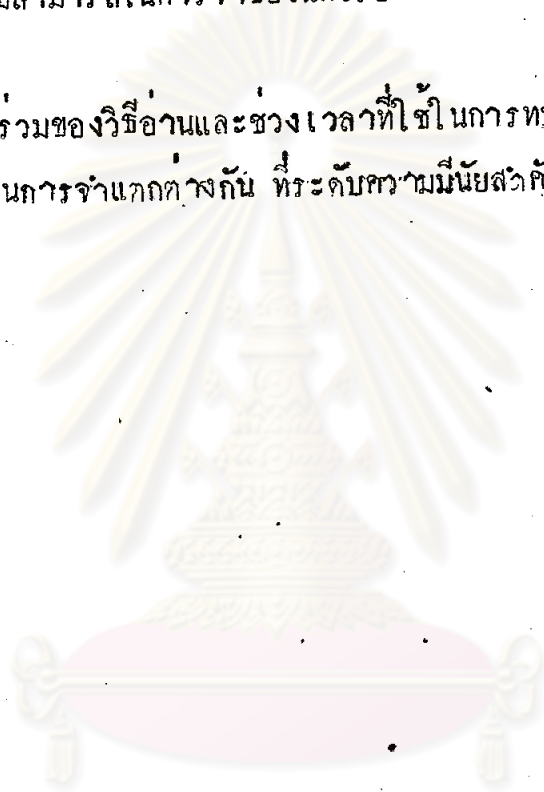 ร่วมของวิธีอ่านและช่วงเวลาที่ใช้ในการท
นการจำแตกต่างกัน ที่ระดับความมีนัยสำคั